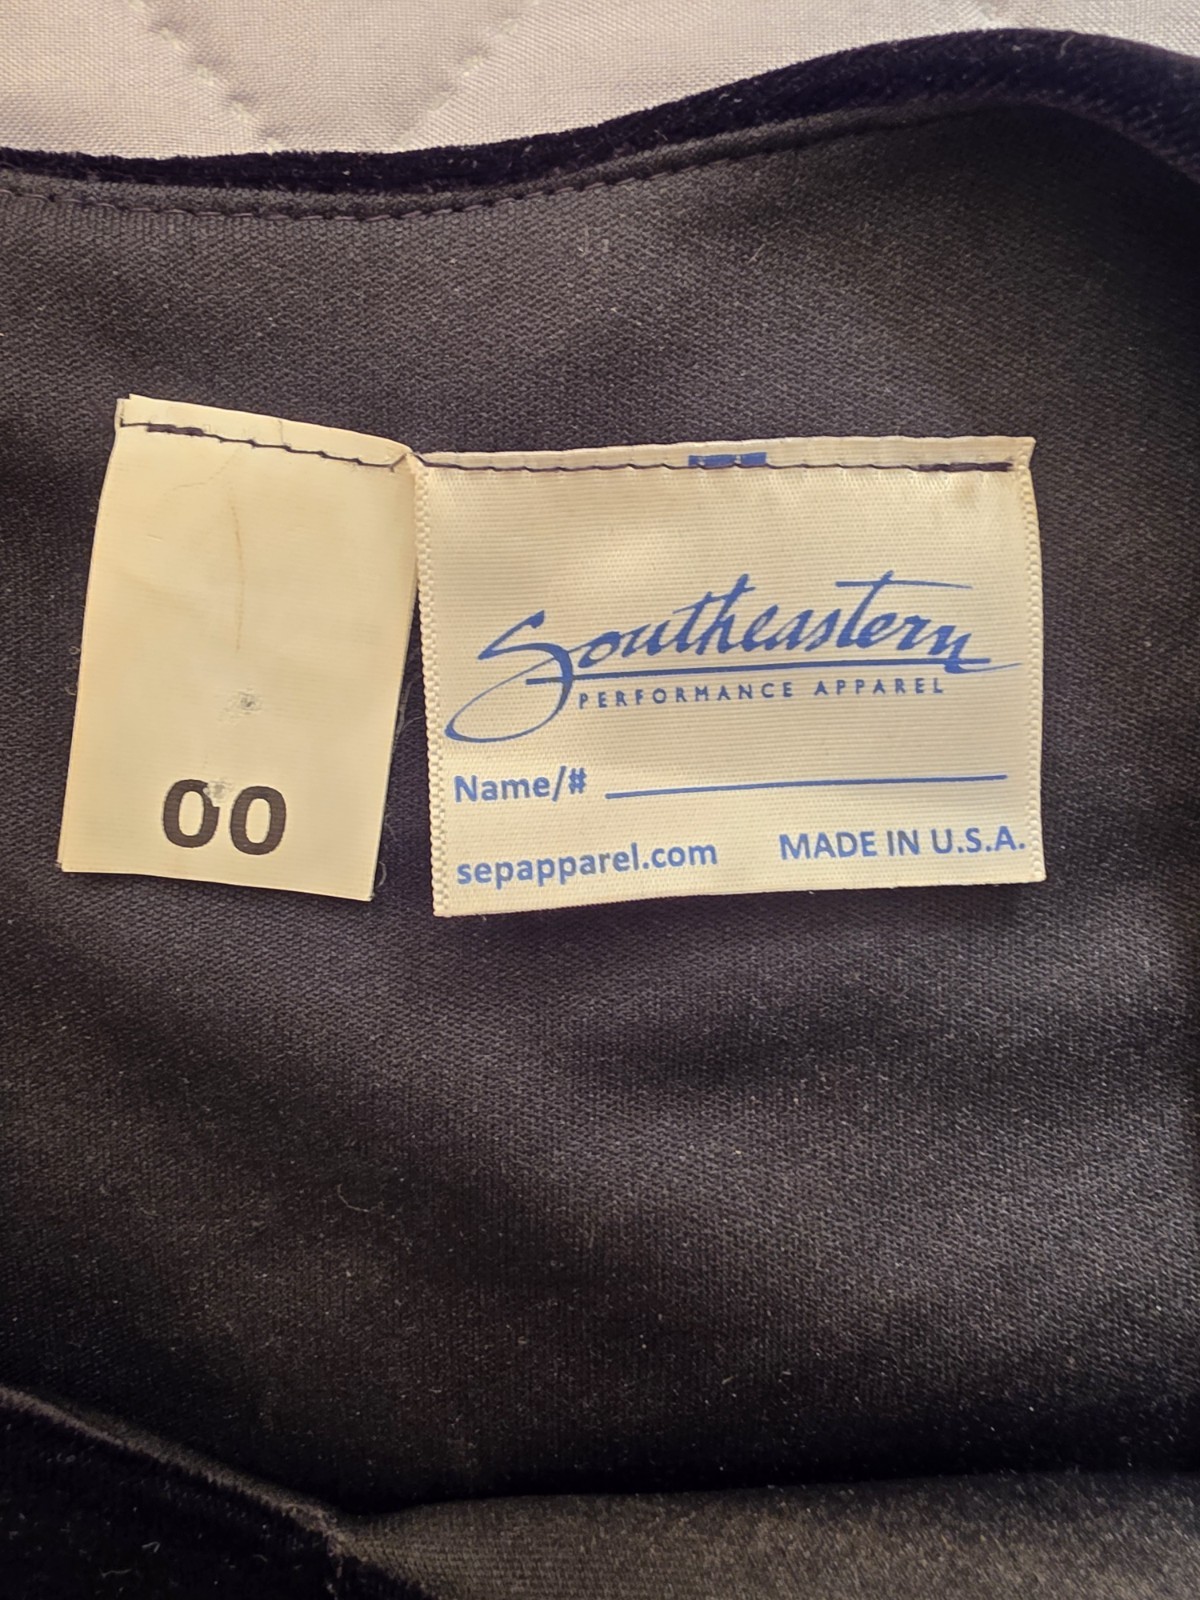 00
Southeastern
PERFORMANCE APPAREL
Name/#
sepapparel.com MADE IN U.S.A.